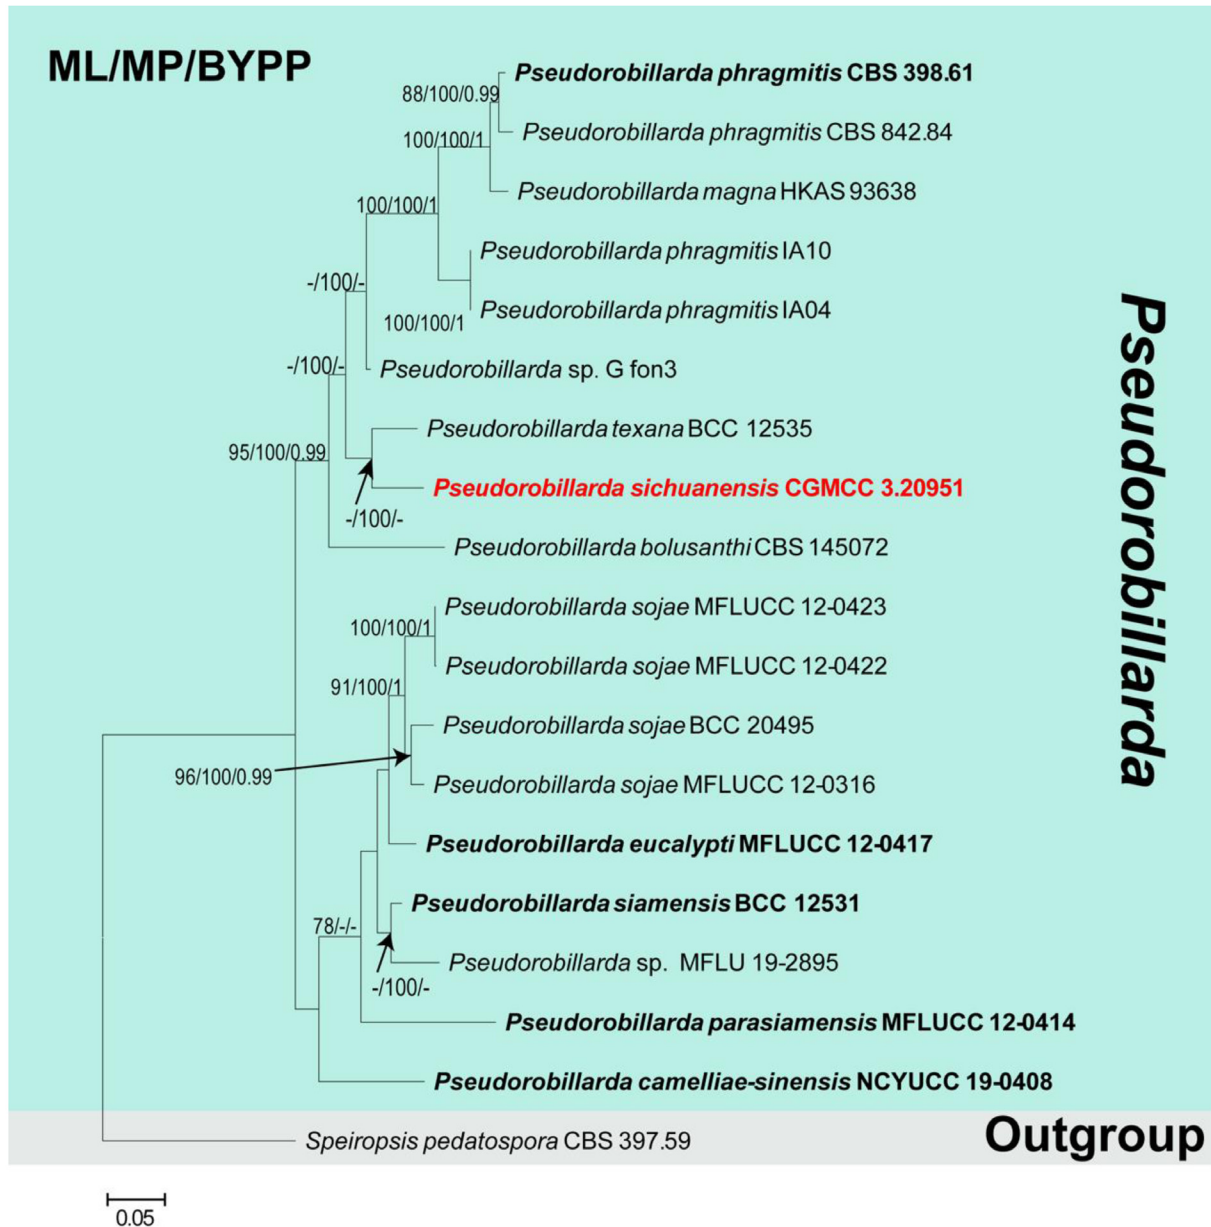 ML/MP/BYPP
Pseudorobillarda phragmitis CBS 398.61
88/100/0.99
Pseudorobillarda phragmitis CBS 842.84
100/100/1
Pseudorobillarda magna HKAS 93638
100/100/1
Pseudorobillarda phragmitis IA10
-/100/-
Pseudorobillarda phragmitis IA04
100/100/1
-/100/-
Pseudorobillarda sp. G fon3
Pseudorobillarda texana BCC 12535
95/100/0.99
Pseudorobillarda sichuanensis CGMCC 3.20951
-/100/-
Pseudorobillarda bolusanthi CBS 145072
Pseudorobillarda sojae MFLUCC 12-0423
100/100/1
Pseudorobillarda sojae MFLUCC 12-0422
91/100/1
Pseudorobillarda sojae BCC 20495
96/100/0.99
Pseudorobillarda sojae MFLUCC 12-0316
Pseudorobillarda eucalypti MFLUCC 12-0417
Pseudorobillarda siamensis BCC 12531
78/-/-
Pseudorobillarda sp. MFLU 19-2895
-/100/-
Pseudorobillarda parasiamensis MFLUCC 12-0414
Pseudorobillarda camelliae-sinensis NCYUCC 19-0408
Pseudorobillarda
Speiropsis pedatospora CBS 397.59
Outgroup
0.05